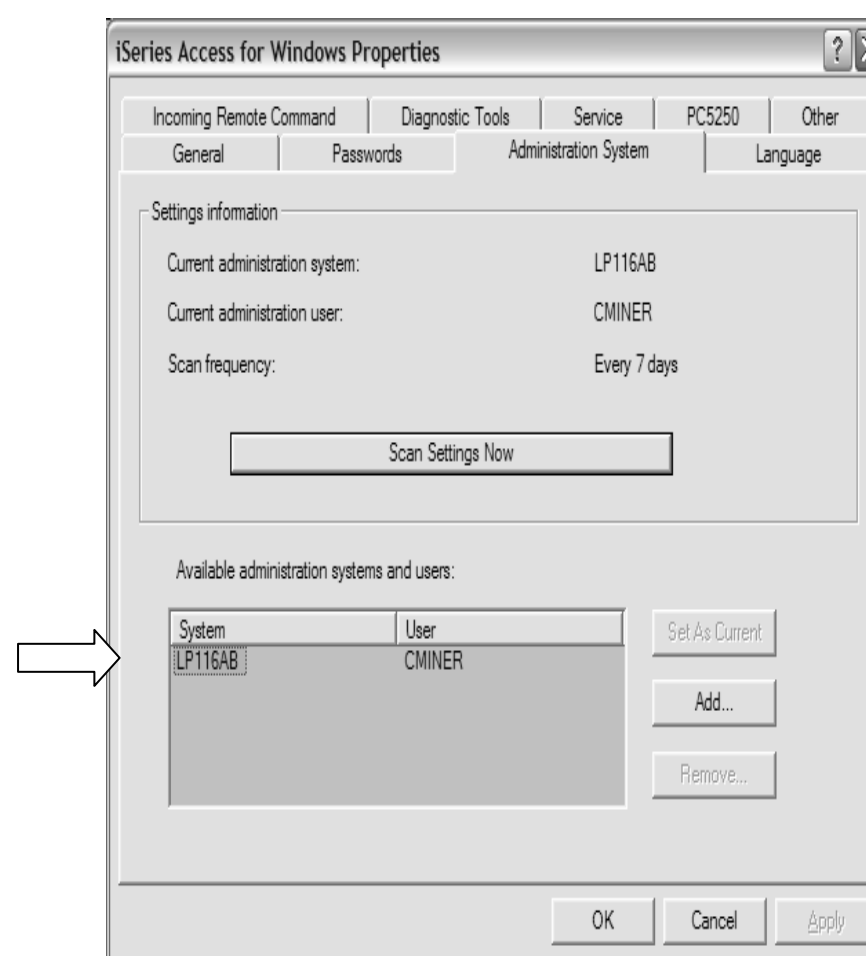 iSeries Access for Windows Properties
?
Incoming Remote Command Diagnostic Tools Service PC5250 Other
General Passwords Administration System Language
Settings information
Current administration system: LP116AB
Current administration user: CMINER
Scan frequency: Every 7 days
Scan Settings Now
Available administration systems and users:
System User
LP116AB CMINER
Set As Current
Add...
Remove...
OK Cancel Apply